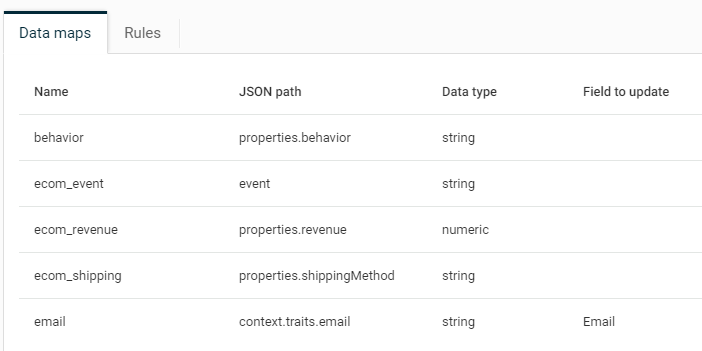 Data maps Rules
Name JSON path Data type Field to update
behavior properties.behavior string
ecom_event event string
ecom_revenue properties.revenue numeric
ecom_shipping properties.shippingMethod string
email context.traits.email string Email